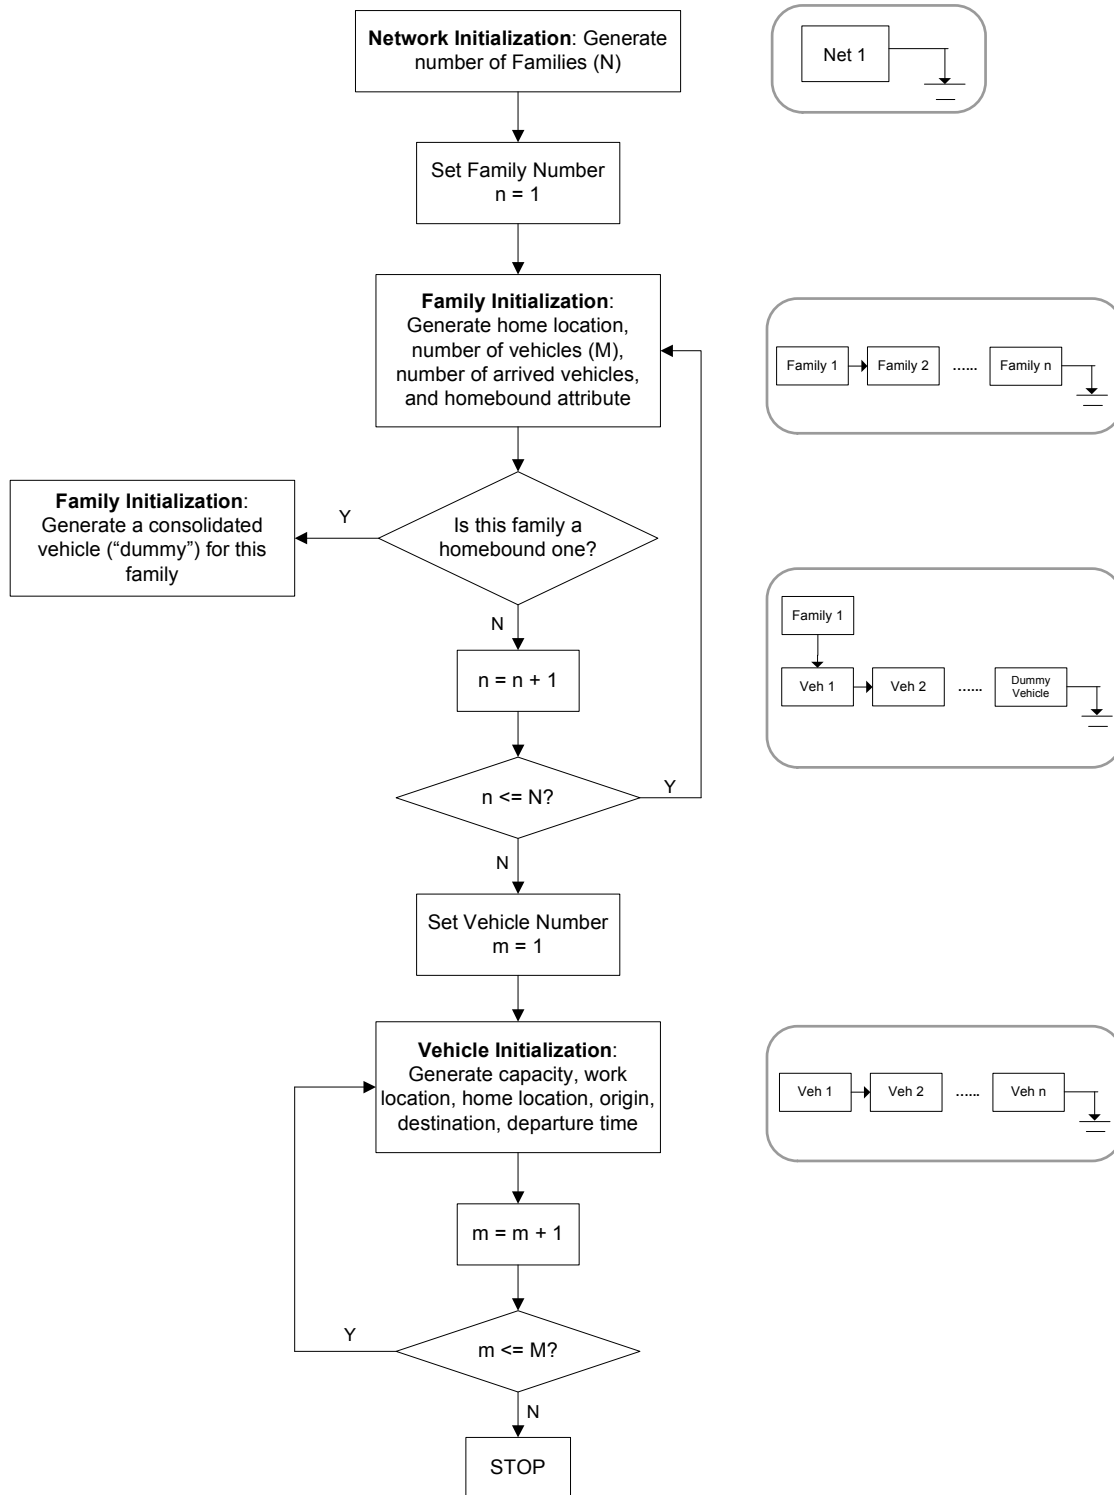 Network Initialization: Generate
number of Families (N)
Net 1
Set Family Number
n = 1
Family Initialization:
Generate home location,
number of vehicles (M),
number of arrived vehicles,
and homebound attribute
Family 1
Family 2
......
Family n
Family Initialization:
Generate a consolidated
vehicle (“dummy”) for this
family
Y
Is this family a
homebound one?
N
n = n + 1
Family 1
Veh 1
Veh 2
......
Dummy
Vehicle
n <= N?
Y
N
Set Vehicle Number
m = 1
Vehicle Initialization:
Generate capacity, work
location, home location, origin,
destination, departure time
Veh 1
Veh 2
......
Veh n
m = m + 1
Y
m <= M?
N
STOP